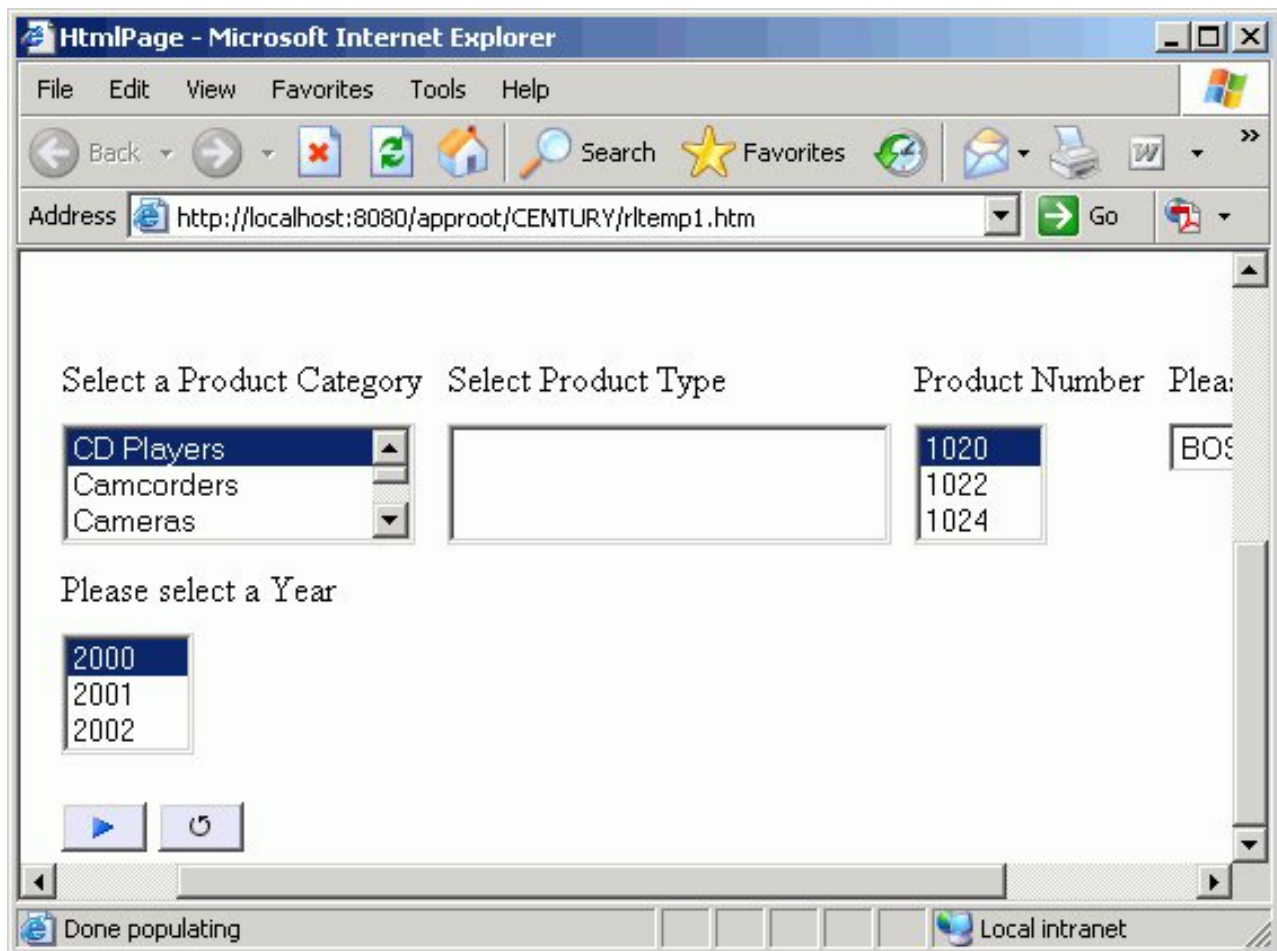 HtmlPage - Microsoft Internet Explorer
File Edit View Favorites Tools Help
Back Search Favorites W »
Address http://localhost:8080/approot/CENTURY/rltemp1.htm Go
Select a Product Category Select Product Type Product Number Pleas
CD Players 1020 BOS
Camcorders 1022
Cameras 1024
Please select a Year
2000
2001
2002
Done populating Local intranet